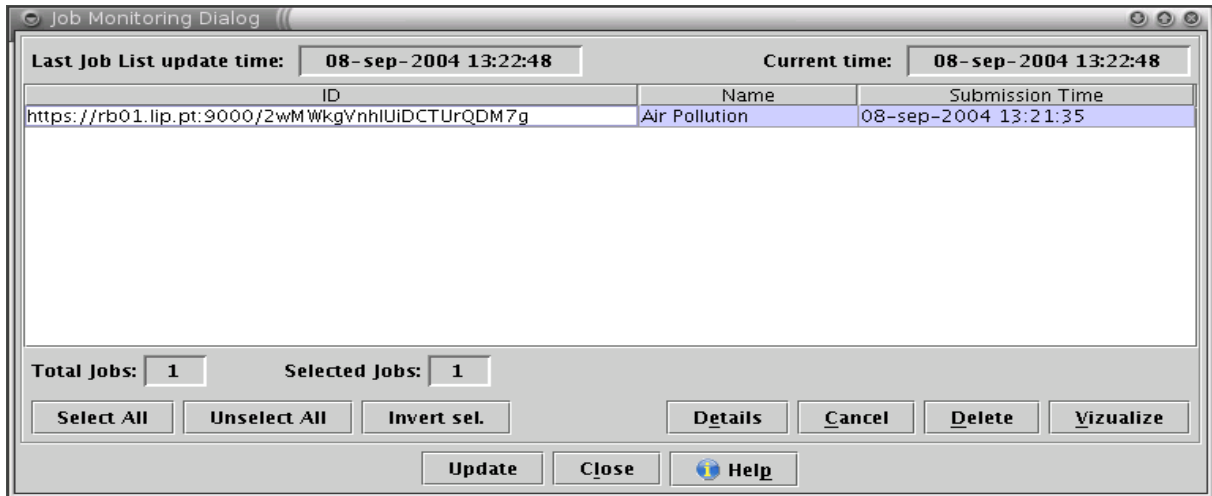 Job Monitoring Dialog
Last Job List update time: 08-sep-2004 13:22:48 Current time: 08-sep-2004 13:22:48
ID Name Submission Time
https://rb01.lip.pt:9000/2wMWkgVnhlUiDCTUrQDM7g Air Pollution 08-sep-2004 13:21:35
Total Jobs: 1 Selected Jobs: 1
Select All Unselect All Invert sel. Details Cancel Delete Vizualize
Update Close Help